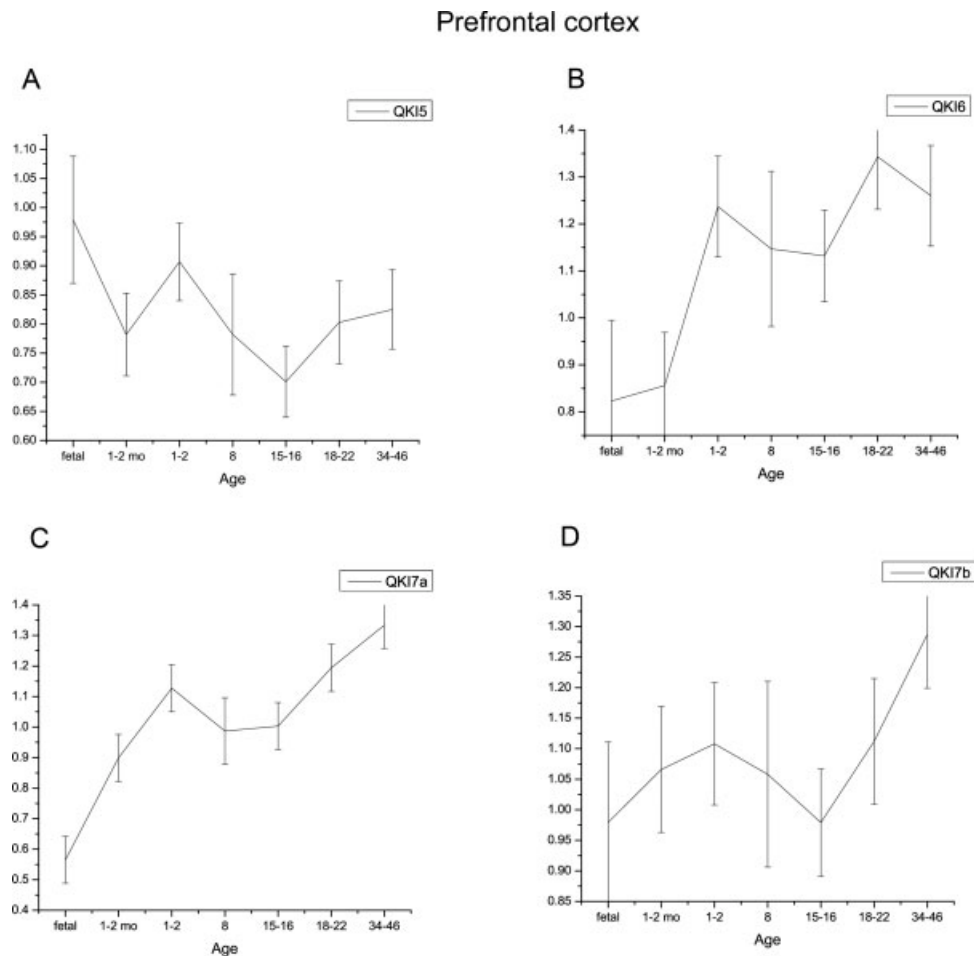 Prefrontal cortex
A
QKI5
1.10
1.05
1.00
0.95
0.90
0.85
0.80
0.75
0.70
0.65
0.60
fetal 1-2 mo 1-2 8 15-16 18-22 34-46
Age
B
QKI6
1.4
1.3
1.2
1.1
1.0
0.9
0.8
fetal 1-2 mo 1-2 8 15-16 18-22 34-46
Age
C
QKI7a
1.4
1.3
1.2
1.1
1.0
0.9
0.8
0.7
0.6
0.5
0.4
fetal 1-2 mo 1-2 8 15-16 18-22 34-46
Age
D
QKI7b
1.35
1.30
1.25
1.20
1.15
1.10
1.05
1.00
0.95
0.90
0.85
fetal 1-2 mo 1-2 8 15-16 18-22 34-46
Age